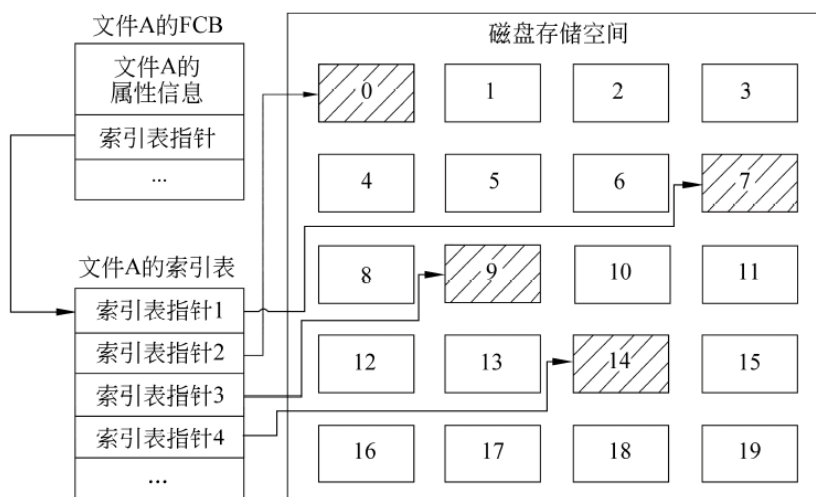 文件A的FCB
文件A的
属性信息
索引表指针
...
文件A的索引表
索引表指针1
索引表指针2
索引表指针3
索引表指针4
...
磁盘存储空间
0 1 2 3
4 5 6 7
8 9 10 11
12 13 14 15
16 17 18 19